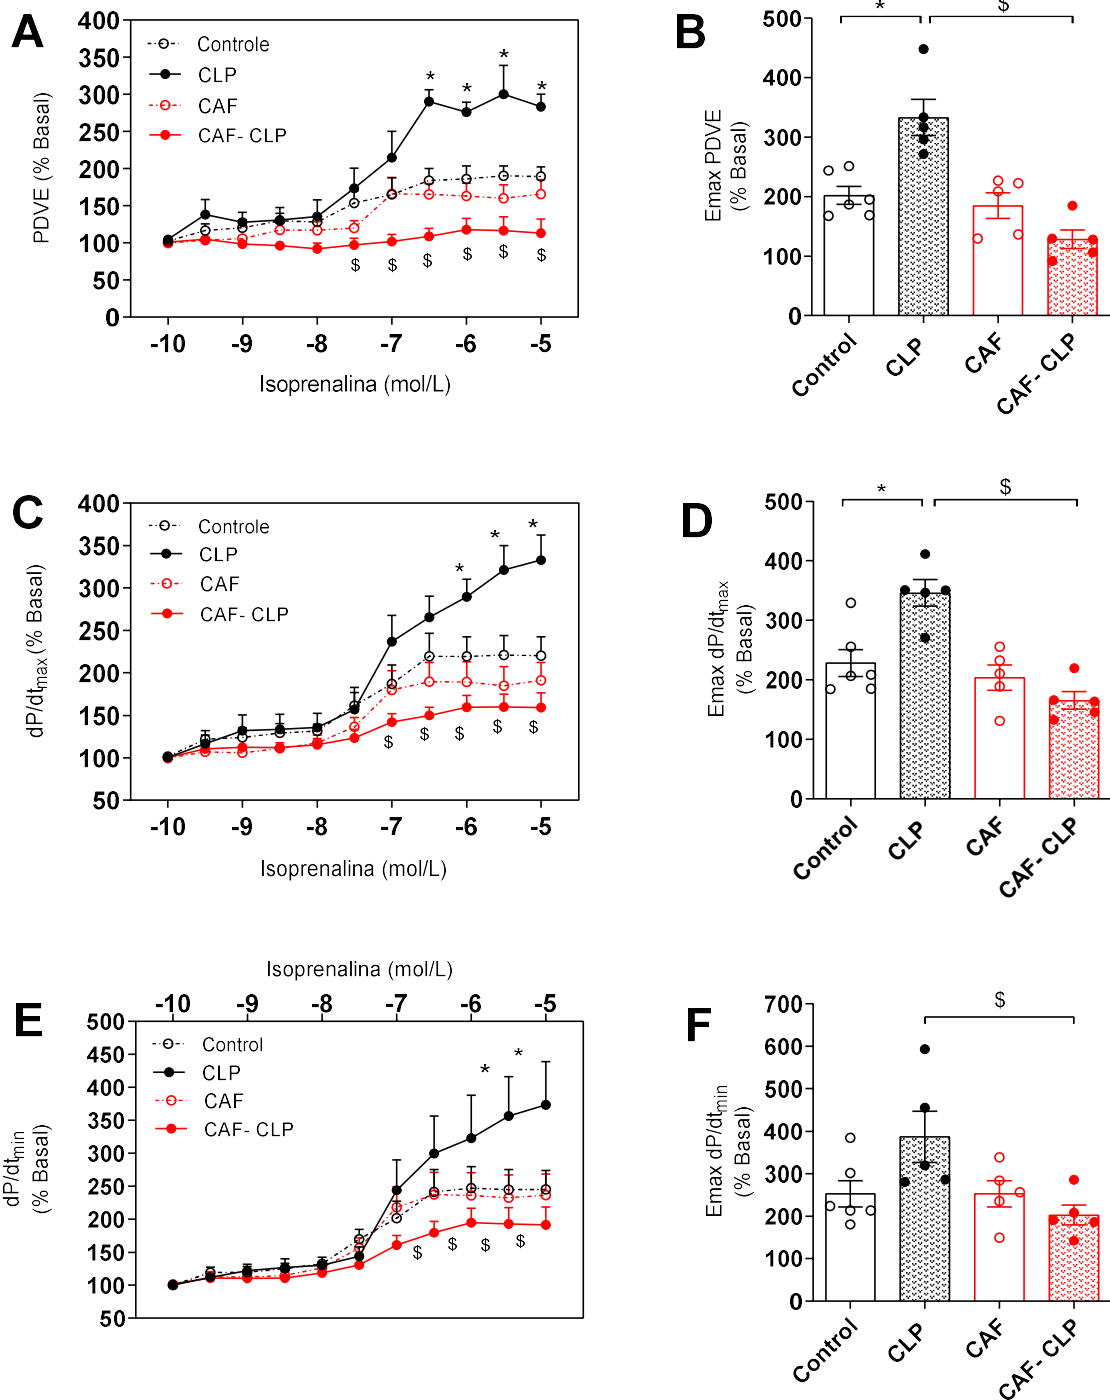 A
400
350
300
250
200
150
100
50
0
PDVE (% Basal)
Controle
CLP
CAF
CAF- CLP
* * * *
$ $ $ $ $ $
-10 -9 -8 -7 -6 -5
Isoprenalina (mol/L)
B
500
400
300
200
100
0
Emax PDVE
(% Basal)
* $
Control CLP CAF CAF- CLP
C
400
350
300
250
200
150
100
50
dP/dtmax(% Basal)
Controle
CLP
CAF
CAF- CLP
* * *
$ $ $ $ $
-10 -9 -8 -7 -6 -5
Isoprenalina (mol/L)
D
500
400
300
200
100
0
Emax dP/dtmax
(% Basal)
* $
Control CLP CAF CAF- CLP
E
Isoprenalina (mol/L)
-10 -9 -8 -7 -6 -5
500
450
400
350
300
250
200
150
100
50
dP/dtmin
(% Basal)
Control
CLP
CAF
CAF- CLP
* *
$ $ $ $
F
700
600
500
400
300
200
100
0
Emax dP/dtmin
(% Basal)
$
Control CLP CAF CAF- CLP